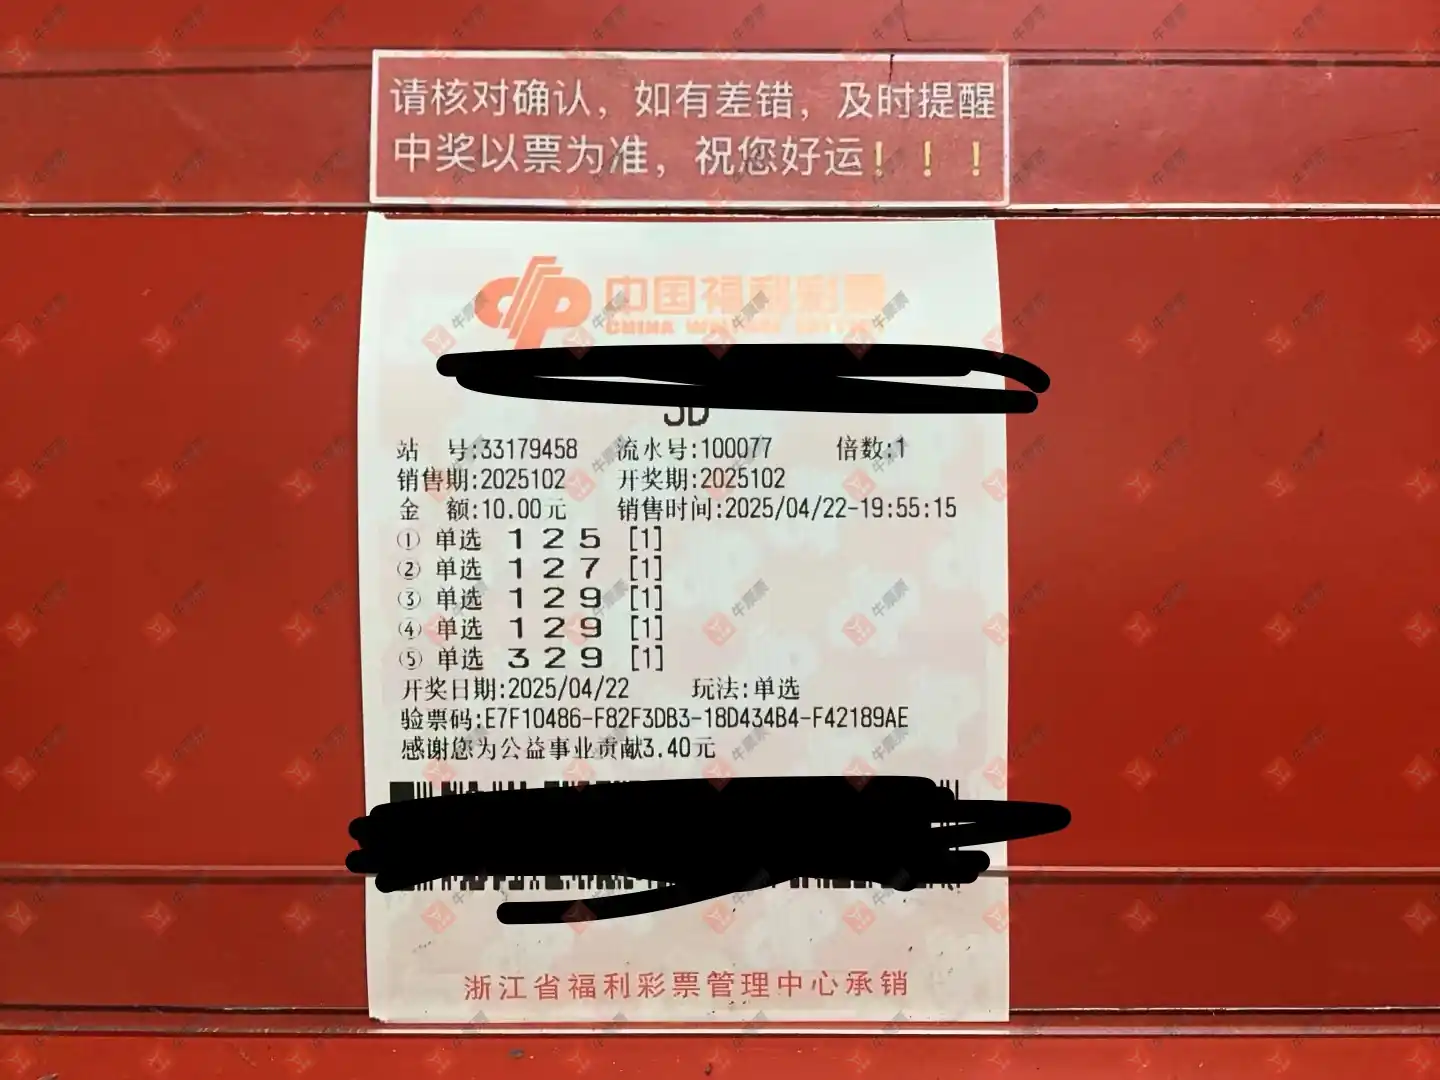 请核对确认，如有差错，及时提醒
中奖以票为准，祝您好运！！！
中国福利彩票
CHINA WELFARE LOTTERY
3D
站 号:33179458 流水号:100077 倍数:1
销售期:2025102 开奖期:2025102
金 额:10.00元 销售时间:2025/04/22-19:55:15
① 单选 1 2 5 [1]
② 单选 1 2 7 [1]
③ 单选 1 2 9 [1]
④ 单选 1 2 9 [1]
⑤ 单选 3 2 9 [1]
开奖日期:2025/04/22 玩法:单选
验票码:E7F10486-F82F3DB3-18D434B4-F42189AE
感谢您为公益事业贡献3.40元
浙江省福利彩票管理中心承销
牛票票